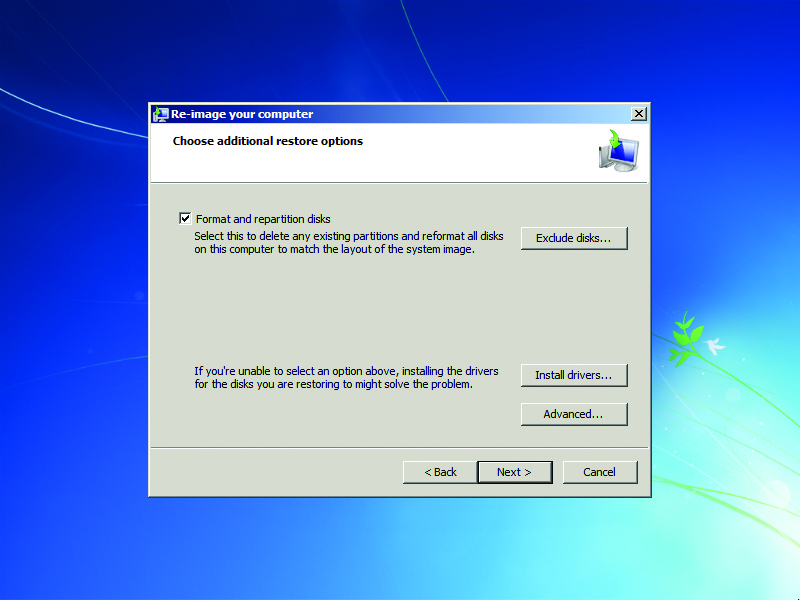 Re-image your computer
Choose additional restore options
Format and repartition disks
Select this to delete any existing partitions and reformat all disks
on this computer to match the layout of the system image.
Exclude disks...
If you're unable to select an option above, installing the drivers
for the disks you are restoring to might solve the problem.
Install drivers...
Advanced...
< Back
Next >
Cancel